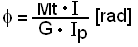 ϕ = Mt · I / G · Ip [rad]